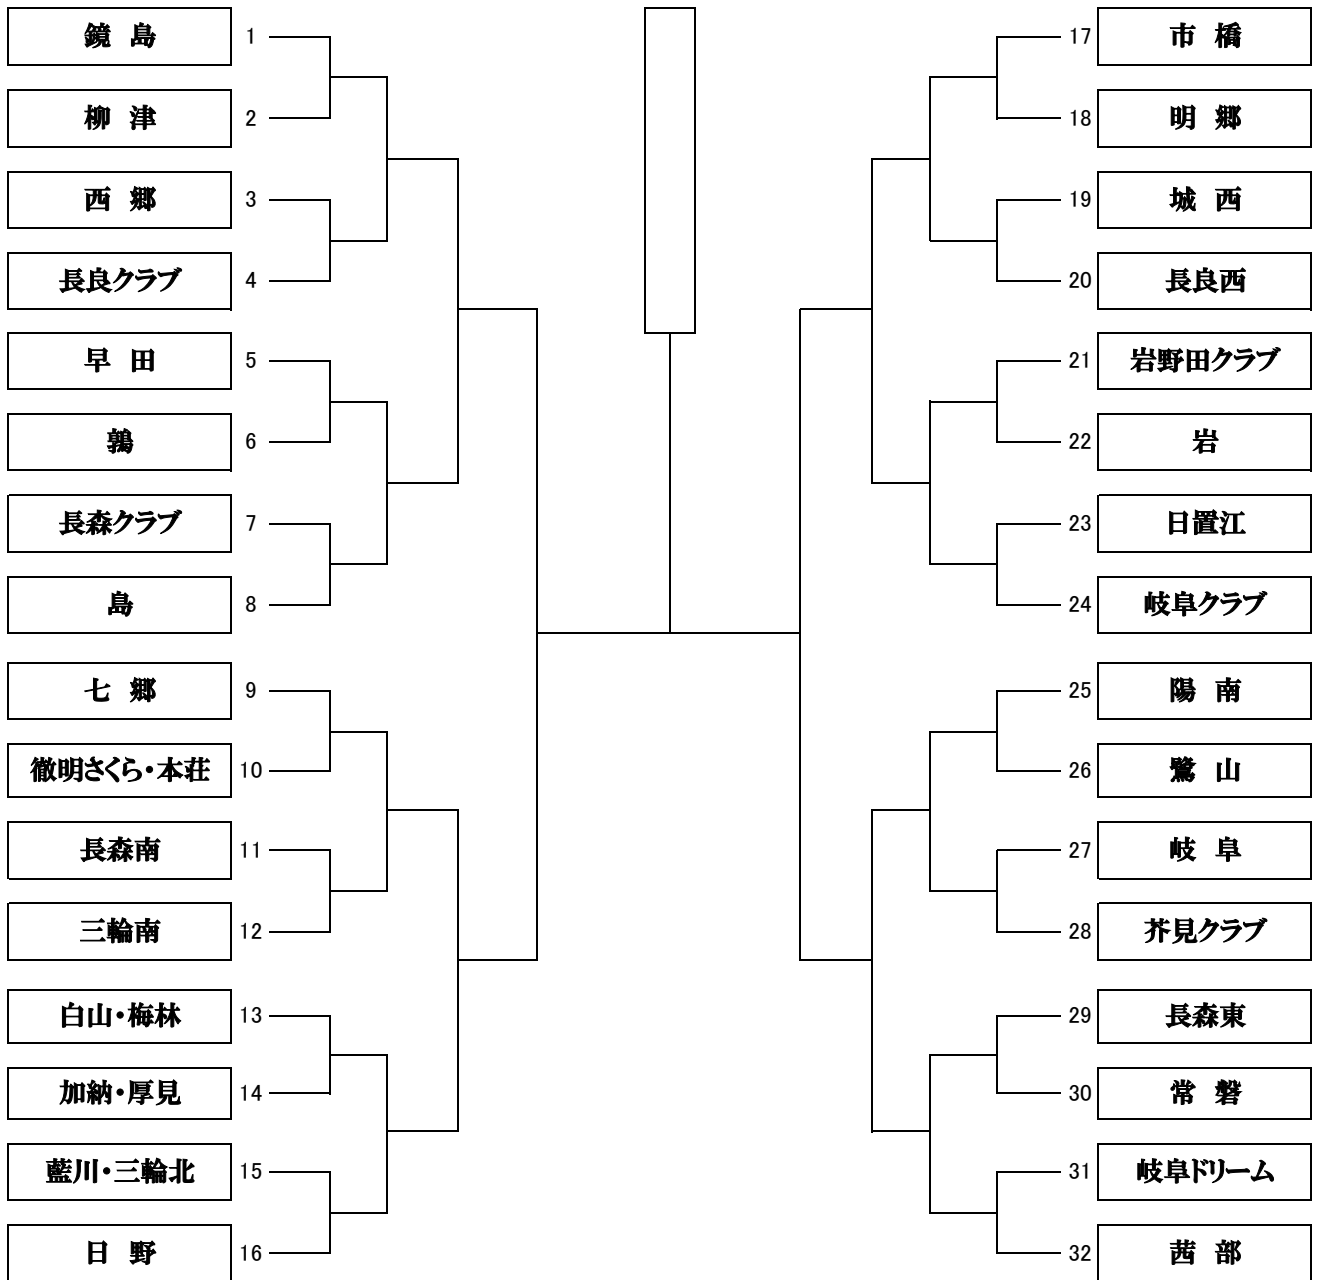 鏡島 1
柳津 2
西郷 3
長良クラブ 4
早田 5
鶉 6
長森クラブ 7
島 8
七郷 9
徹明さくら・本荘 10
長森南 11
三輪南 12
白山・梅林 13
加納・厚見 14
藍川・三輪北 15
日野 16
17 市橋
18 明郷
19 城西
20 長良西
21 岩野田クラブ
22 岩
23 日置江
24 岐阜クラブ
25 陽南
26 鷺山
27 岐阜
28 芥見クラブ
29 長森東
30 常磐
31 岐阜ドリーム
32 茜部